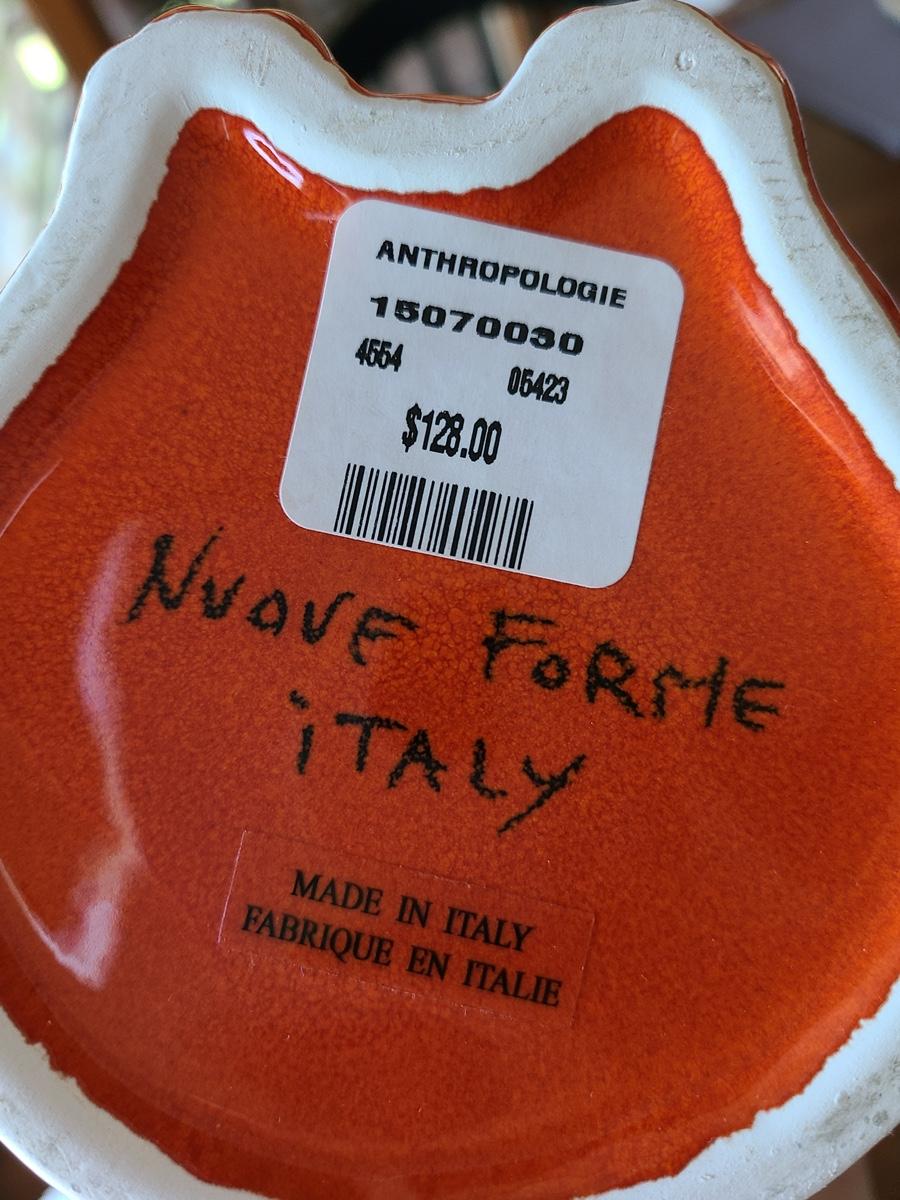 ANTHROPOLOGIE
15070030
4554 05423
$128.00
NUOVE FORME
iTALY
MADE IN ITALY
FABRIQUE EN ITALIE